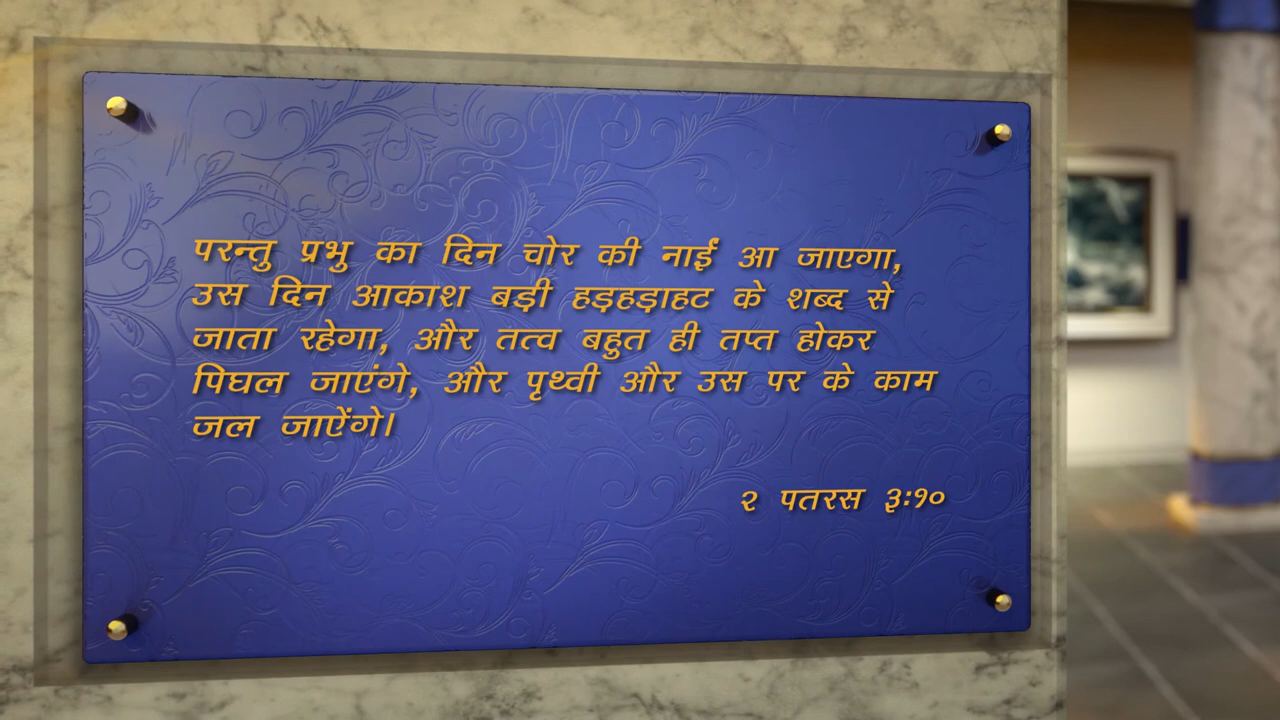 परन्तु प्रभु का दिन चोर की नाईं आ जाएगा,
उस दिन आकाश बड़ी हड़हड़ाहट के शब्द से
जाता रहेगा, और तत्व बहुत ही तप्त होकर
पिघल जाएंगे, और पृथ्वी और उस पर के काम
जल जाऐंगे।
२ पतरस ३:१०